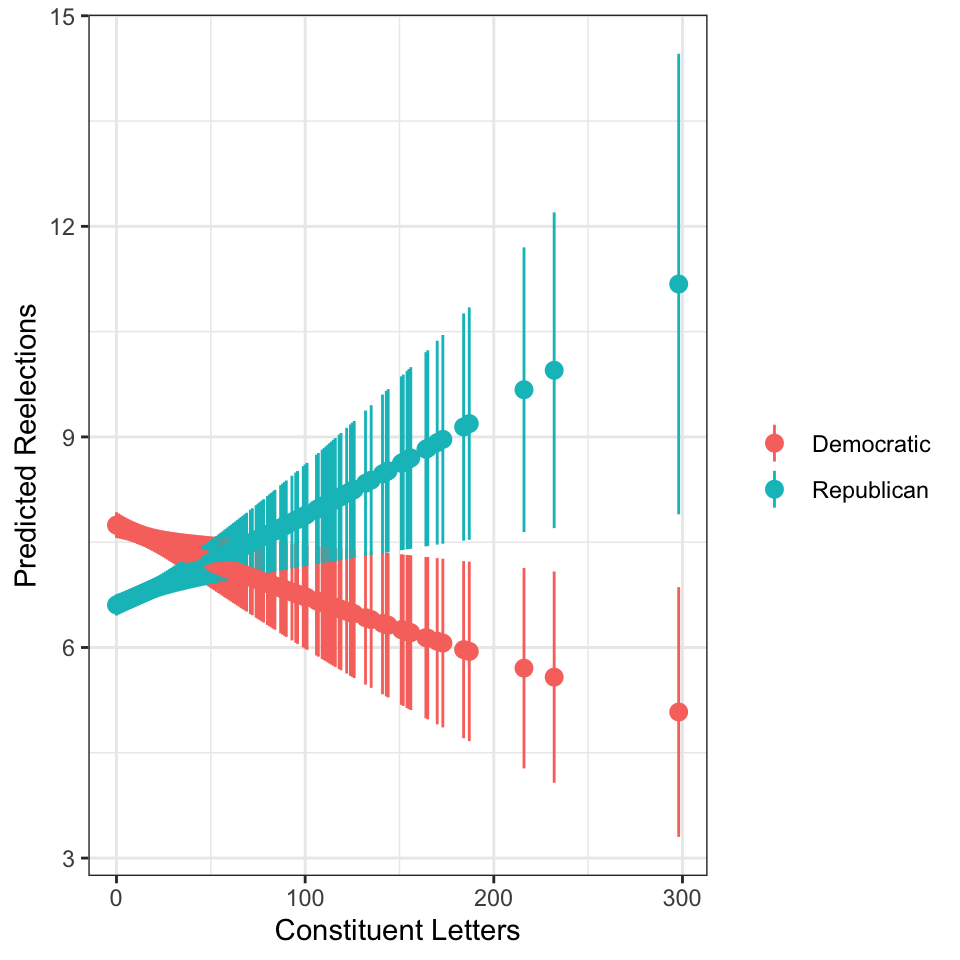 15
12
9
6
3
Predicted Reelections
0 100 200 300
Constituent Letters
Democratic
Republican